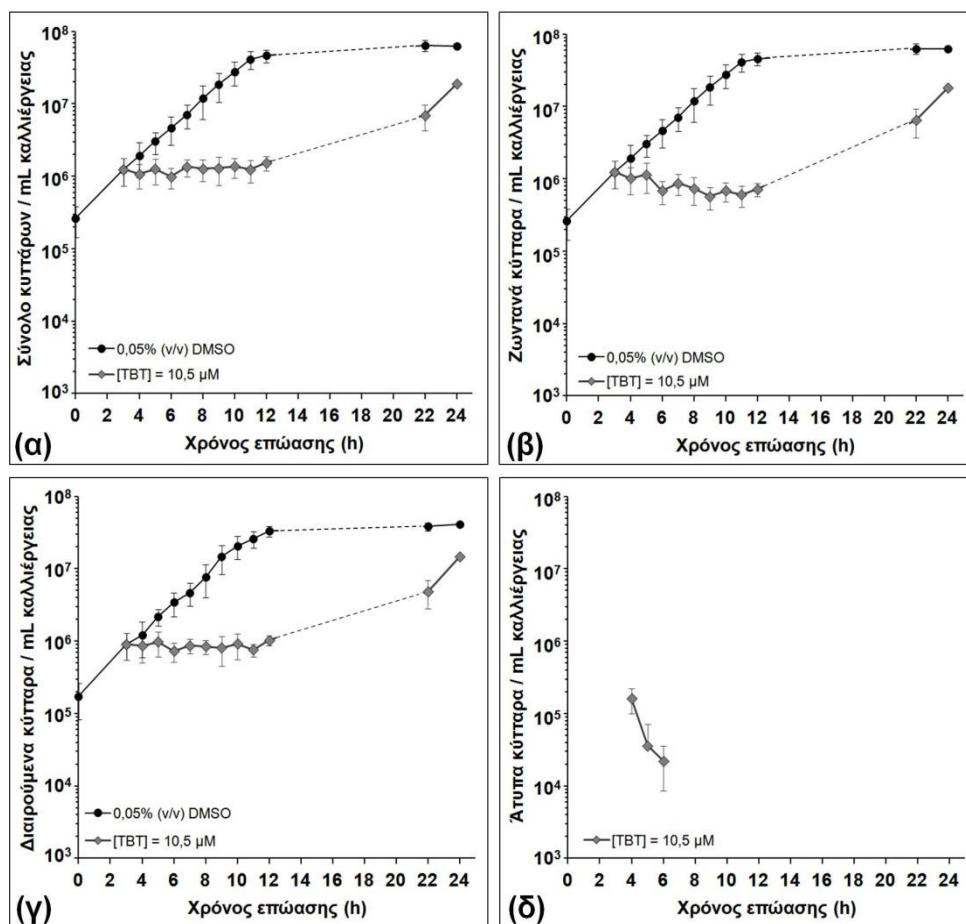 Σύνολο κυττάρων / mL καλλιέργειας
10⁸
10⁷
10⁶
10⁵
10⁴
10³
0,05% (v/v) DMSO
[TBT] = 10,5 μM
0 2 4 6 8 10 12 14 16 18 20 22 24
Χρόνος επώασης (h)
(α)
Ζωντανά κύτταρα / mL καλλιέργειας
10⁸
10⁷
10⁶
10⁵
10⁴
10³
0,05% (v/v) DMSO
[TBT] = 10,5 μM
0 2 4 6 8 10 12 14 16 18 20 22 24
Χρόνος επώασης (h)
(β)
Διαιρούμενα κύτταρα / mL καλλιέργειας
10⁸
10⁷
10⁶
10⁵
10⁴
10³
0,05% (v/v) DMSO
[TBT] = 10,5 μM
0 2 4 6 8 10 12 14 16 18 20 22 24
Χρόνος επώασης (h)
(γ)
Άτυπα κύτταρα / mL καλλιέργειας
10⁸
10⁷
10⁶
10⁵
10⁴
10³
[TBT] = 10,5 μM
0 2 4 6 8 10 12 14 16 18 20 22 24
Χρόνος επώασης (h)
(δ)